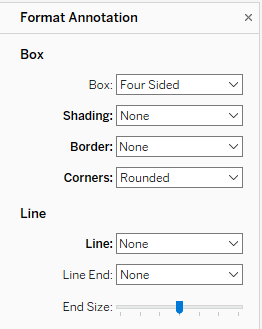 Format Annotation ×
Box
Box: Four Sided
Shading: None
Border: None
Corners: Rounded
Line
Line: None
Line End: None
End Size: